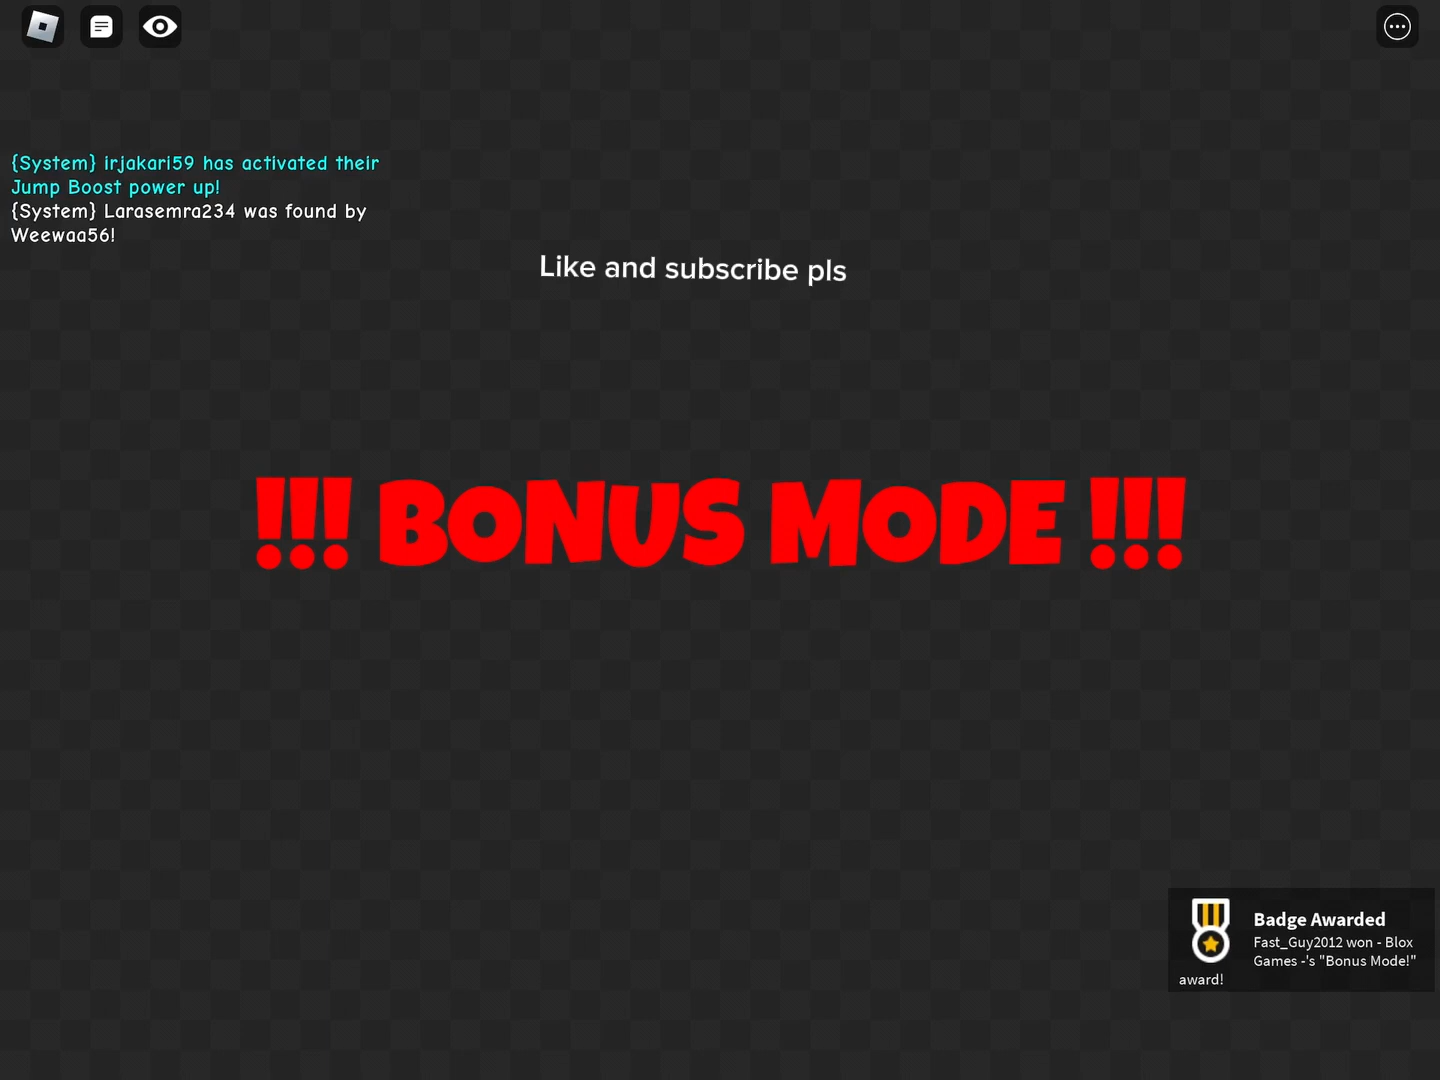 {System} irjakari59 has activated their
Jump Boost power up!
{System} Larasemra234 was found by
Weewaa56!
Like and subscribe pls
!!! BONUS MODE !!!
Badge Awarded
Fast_Guy2012 won - Blox
Games -'s "Bonus Mode!"
award!